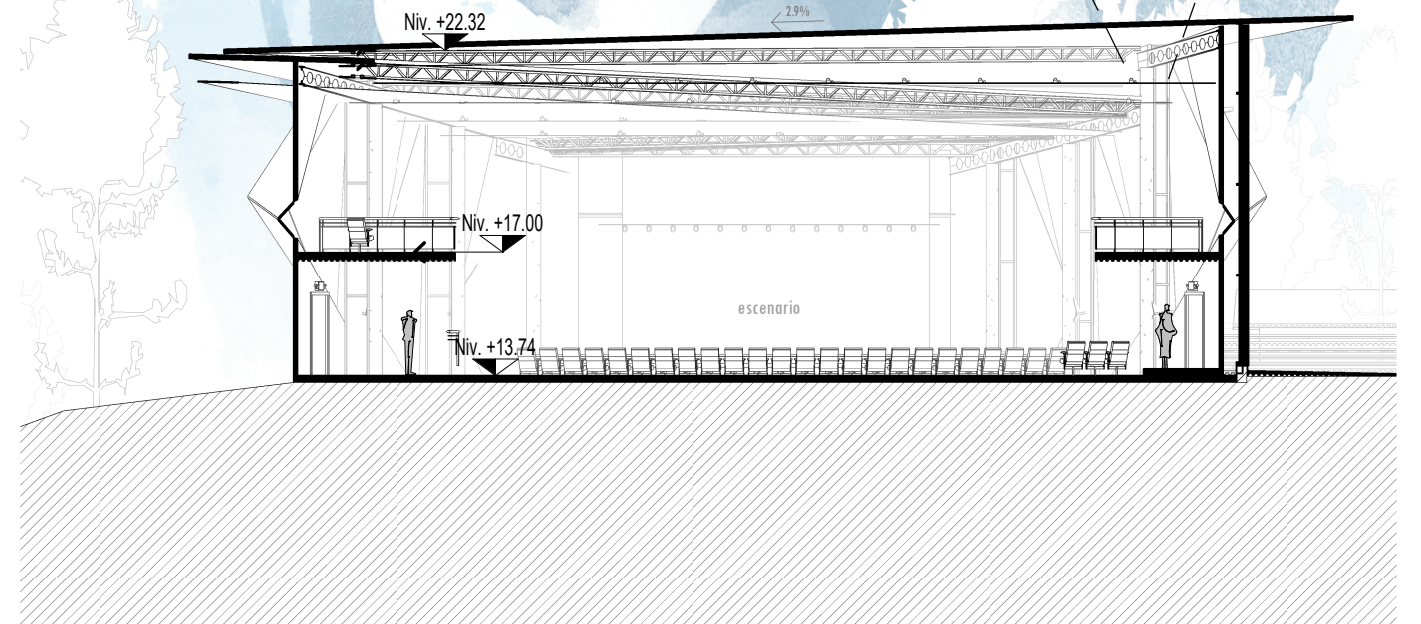 2.9%
Niv. +22.32
Niv. +17.00
escenario
Niv. +13.74